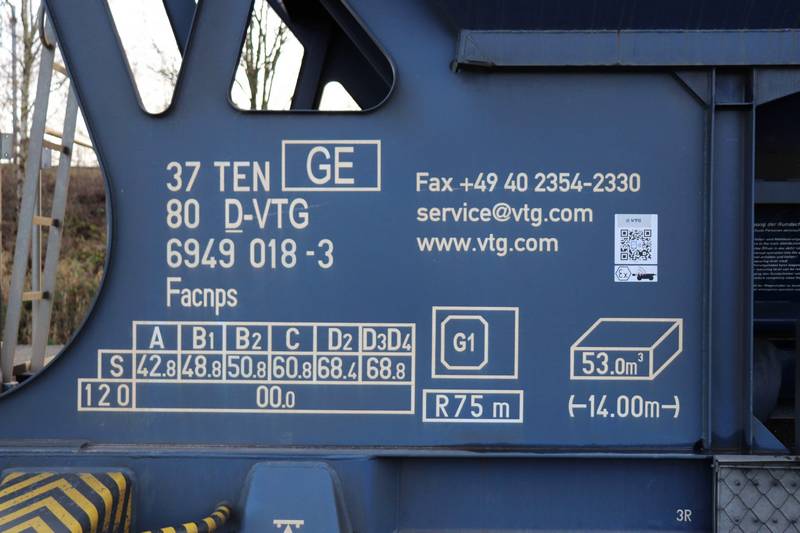 37 TEN GE
80 D-VTG
6949 018 -3
Facnps
Fax +49 40 2354-2330
service@vtg.com
www.vtg.com
VTG
Ex
A B1 B2 C D2 D3D4
S 42.8 48.8 50.8 60.8 68.4 68.8
120 00.0
G1
R75 m
53.0m³
(-14.00m-)
3R